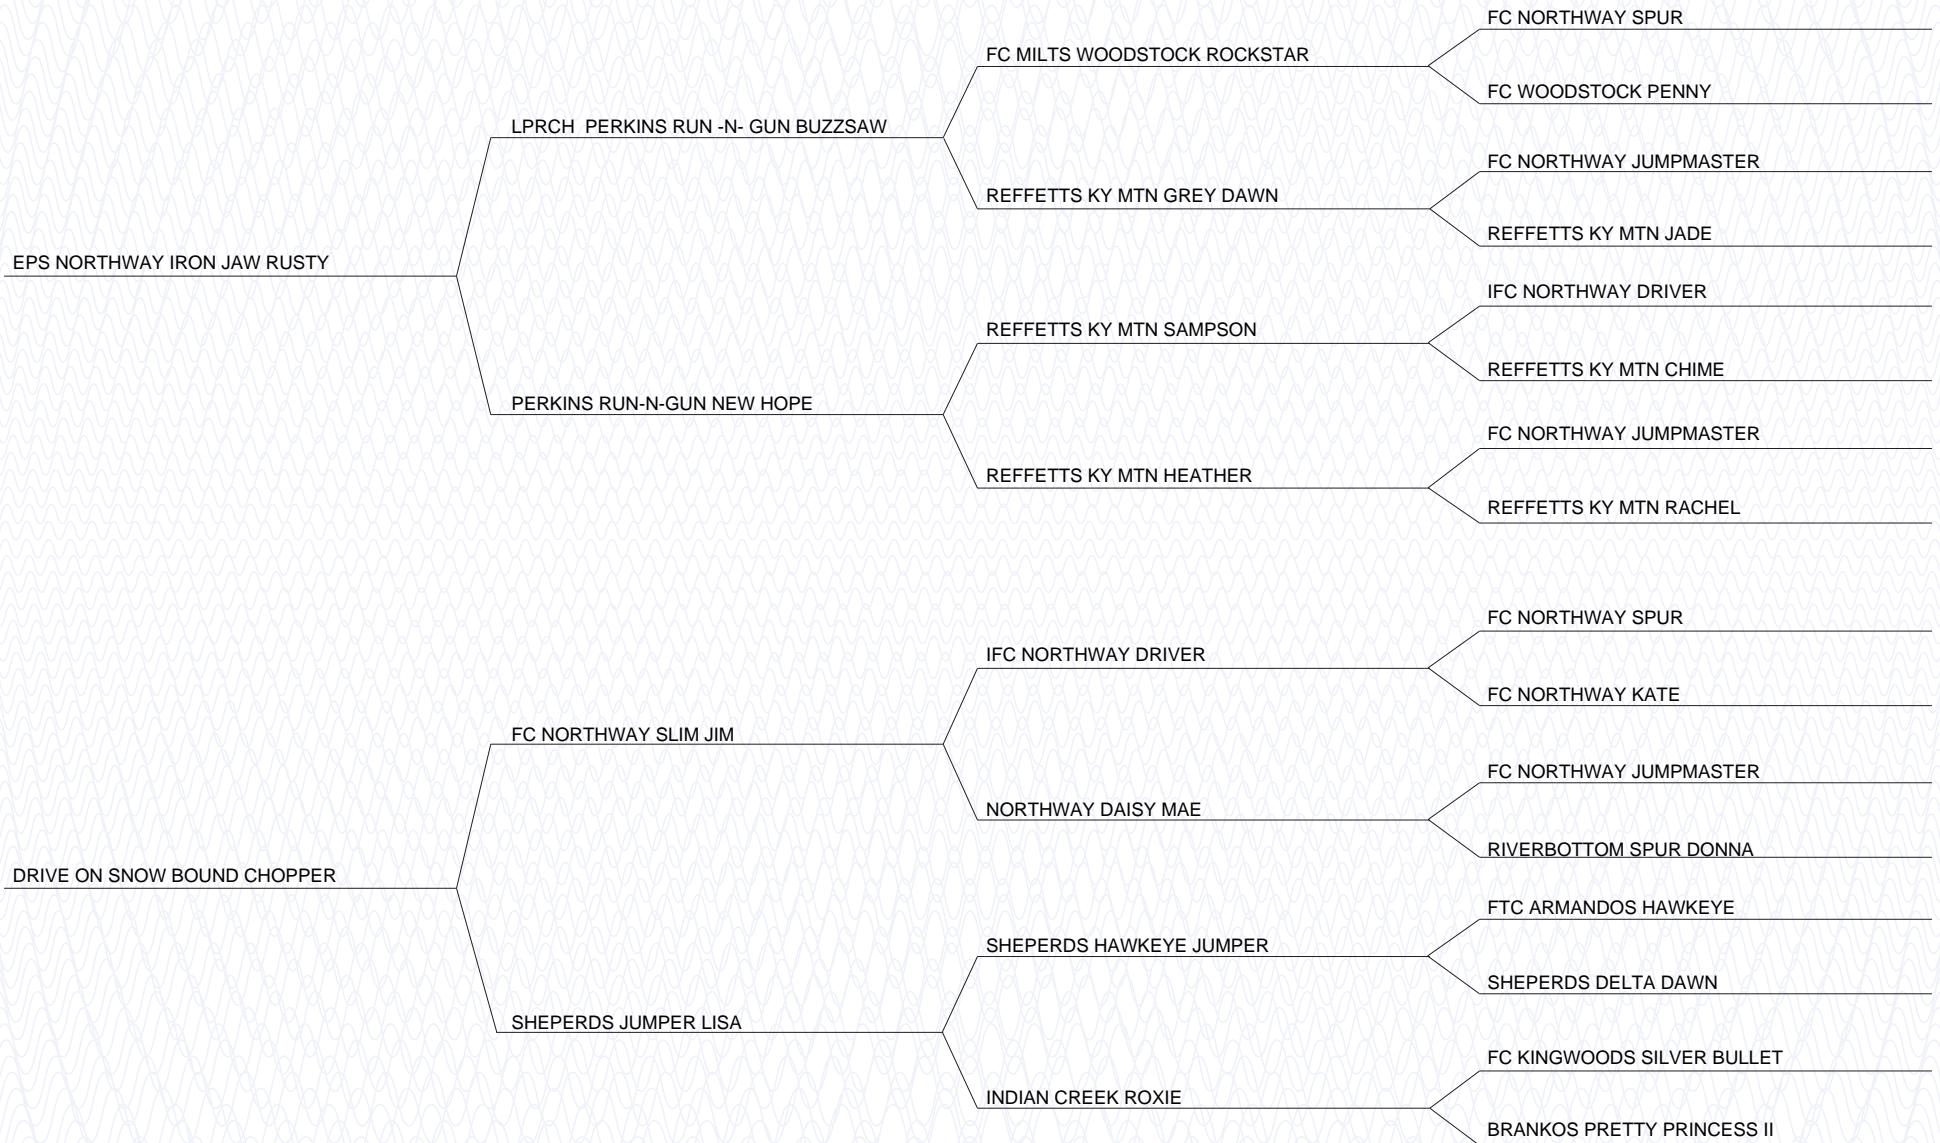 FC NORTHWAY SPUR
FC MILTS WOODSTOCK ROCKSTAR
FC WOODSTOCK PENNY
LPRCH  PERKINS RUN -N- GUN BUZZSAW
FC NORTHWAY JUMPMASTER
REFFETTS KY MTN GREY DAWN
REFFETTS KY MTN JADE
EPS NORTHWAY IRON JAW RUSTY
IFC NORTHWAY DRIVER
REFFETTS KY MTN SAMPSON
REFFETTS KY MTN CHIME
PERKINS RUN-N-GUN NEW HOPE
FC NORTHWAY JUMPMASTER
REFFETTS KY MTN HEATHER
REFFETTS KY MTN RACHEL
FC NORTHWAY SPUR
IFC NORTHWAY DRIVER
FC NORTHWAY KATE
FC NORTHWAY SLIM JIM
FC NORTHWAY JUMPMASTER
NORTHWAY DAISY MAE
RIVERBOTTOM SPUR DONNA
DRIVE ON SNOW BOUND CHOPPER
FTC ARMANDOS HAWKEYE
SHEPERDS HAWKEYE JUMPER
SHEPERDS DELTA DAWN
SHEPERDS JUMPER LISA
FC KINGWOODS SILVER BULLET
INDIAN CREEK ROXIE
BRANKOS PRETTY PRINCESS II